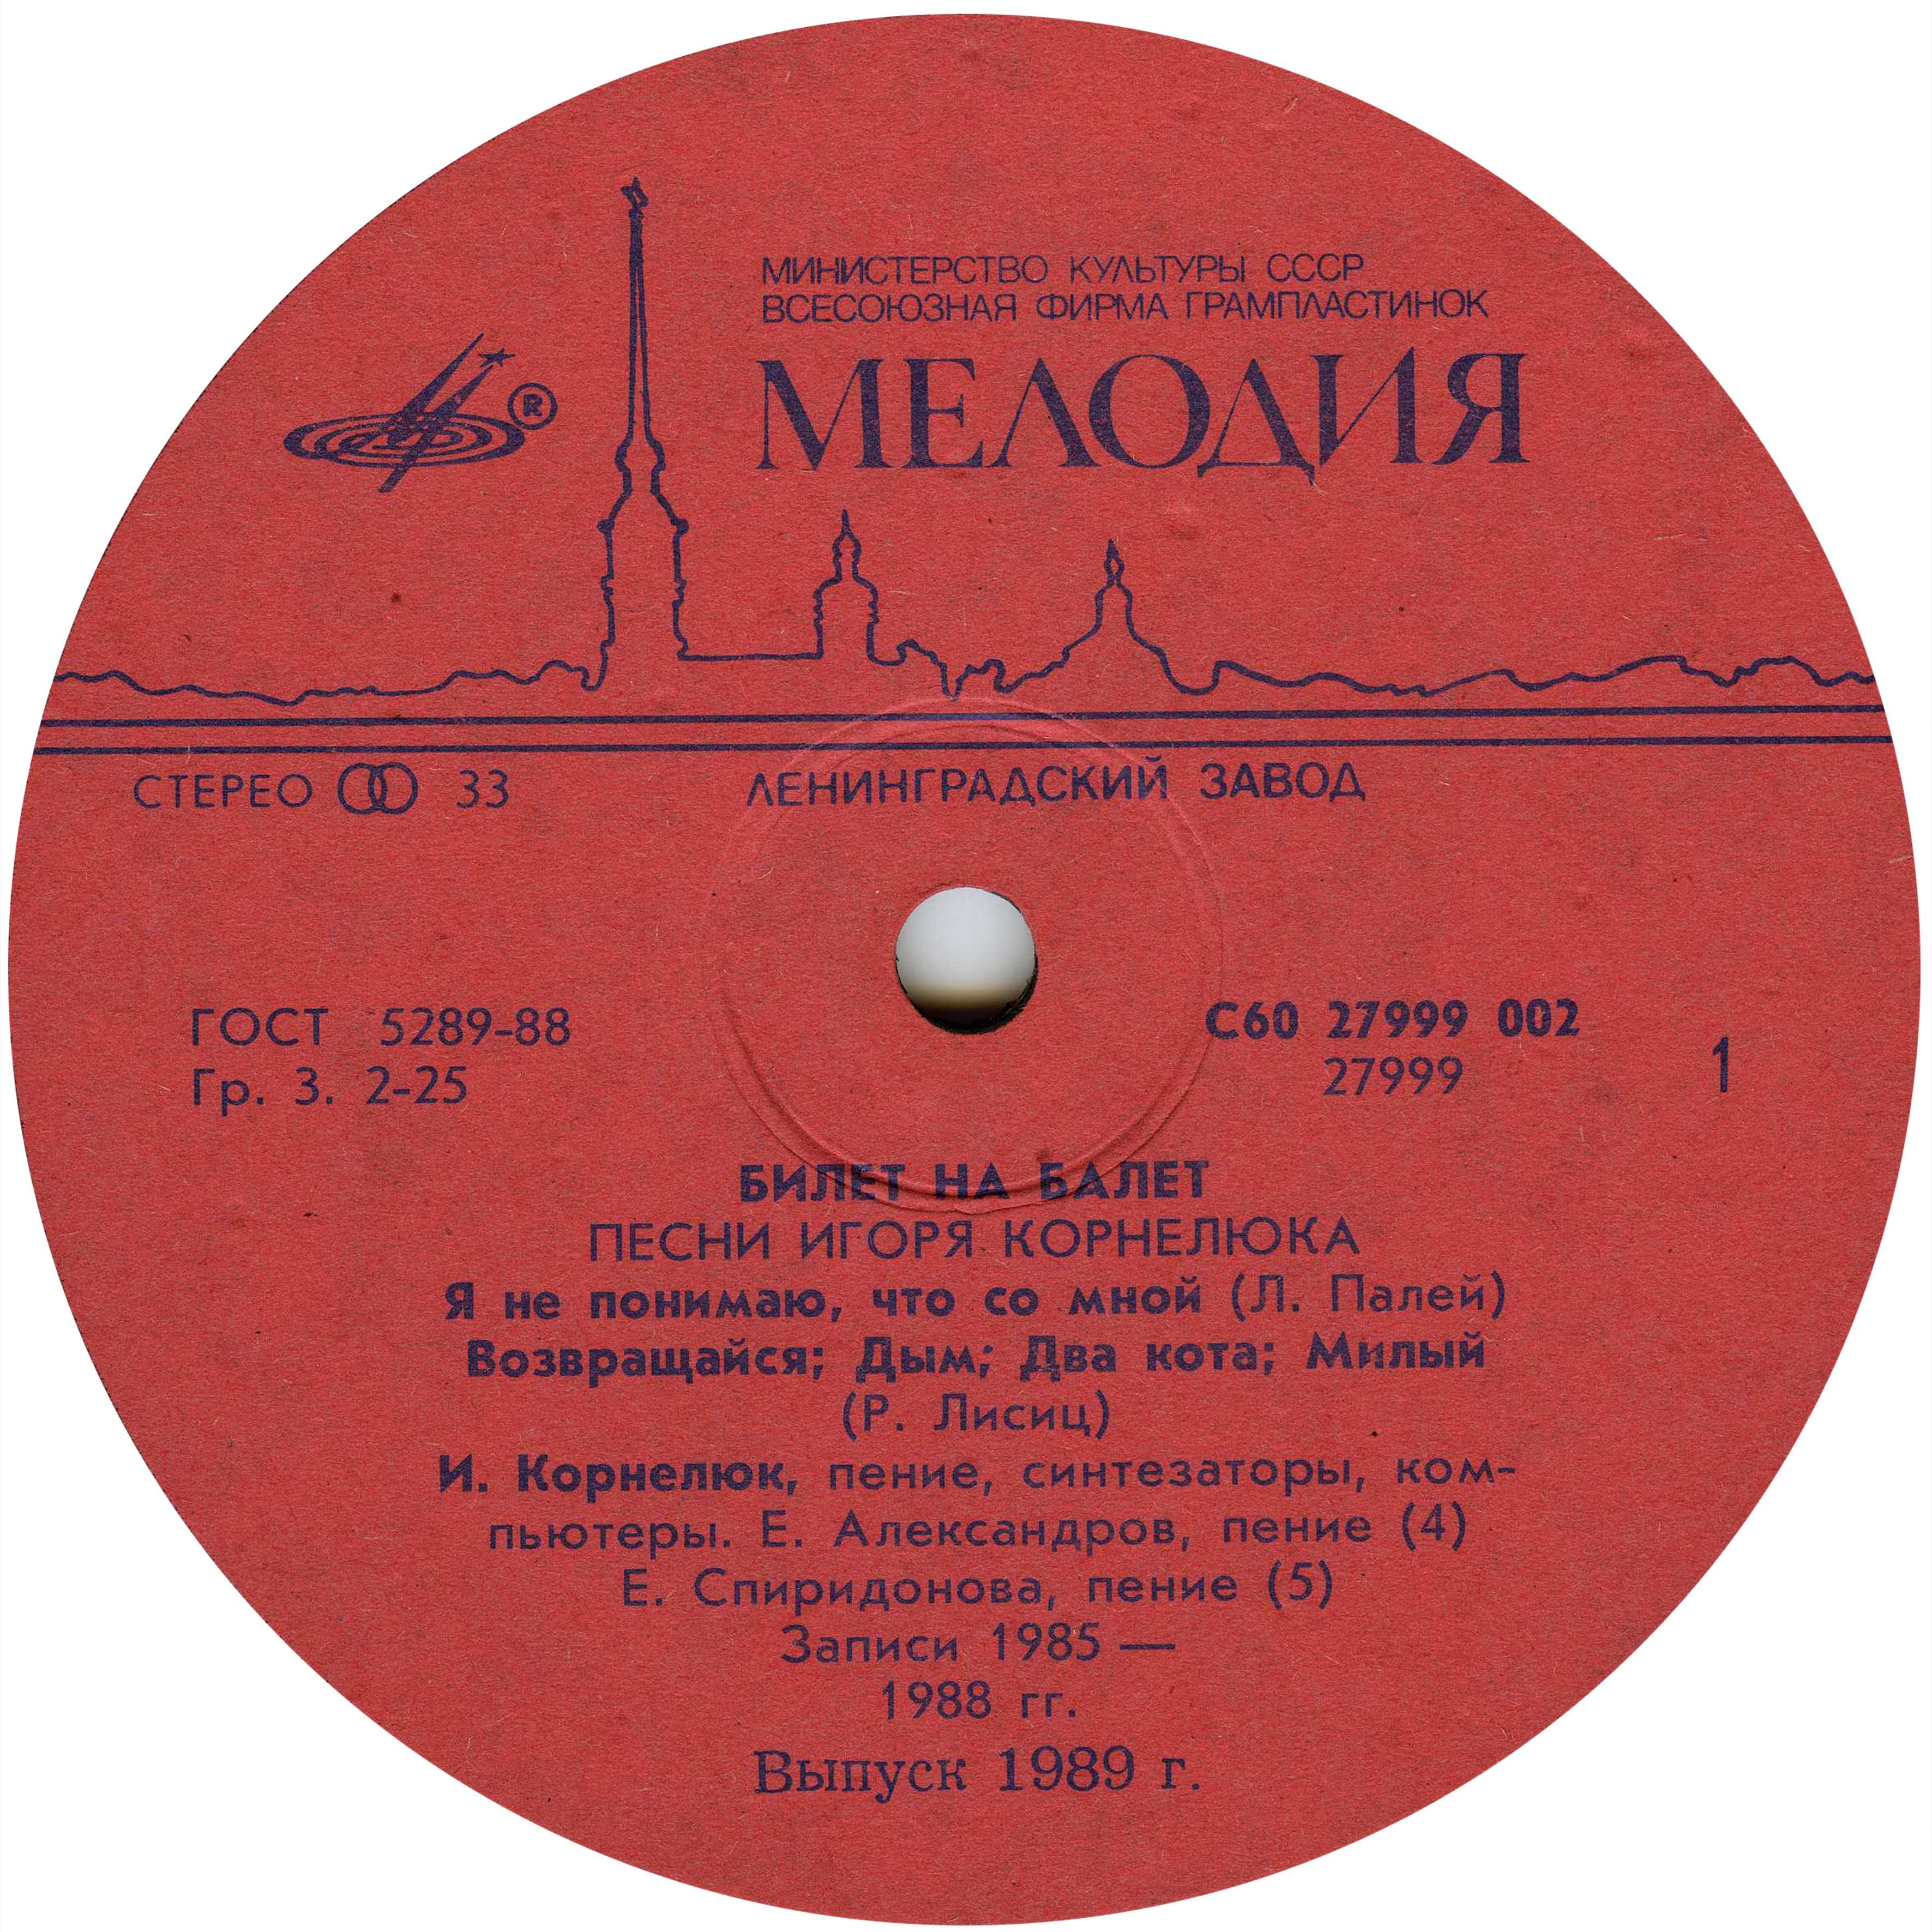 МИНИСТЕРСТВО КУЛЬТУРЫ СССР
ВСЕСОЮЗНАЯ ФИРМА ГРАМПЛАСТИНОК
МЕЛОДИЯ
®
СТЕРЕО 33
ЛЕНИНГРАДСКИЙ ЗАВОД
ГОСТ 5289-88
Гр. 3. 2-25
С60 27999 002
27999
1
БИЛЕТ НА БАЛЕТ
ПЕСНИ ИГОРЯ КОРНЕЛЮКА
Я не понимаю, что со мной (Л. Палей)
Возвращайся; Дым; Два кота; Милый
(Р. Лисиц)
И. Корнелюк, пение, синтезаторы, ком-
пьютеры. Е. Александров, пение (4)
Е. Спиридонова, пение (5)
Записи 1985 —
1988 гг.
Выпуск 1989 г.